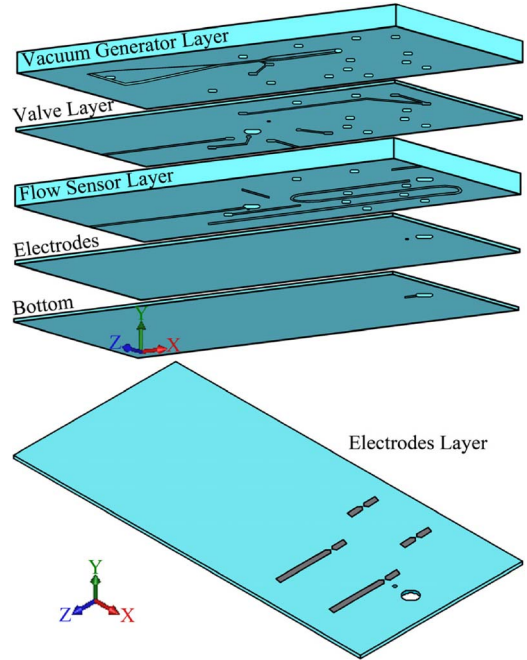 Vacuum Generator Layer
Valve Layer
Flow Sensor Layer
Electrodes
Bottom
Y
Z
X
Electrodes Layer
Y
Z
X